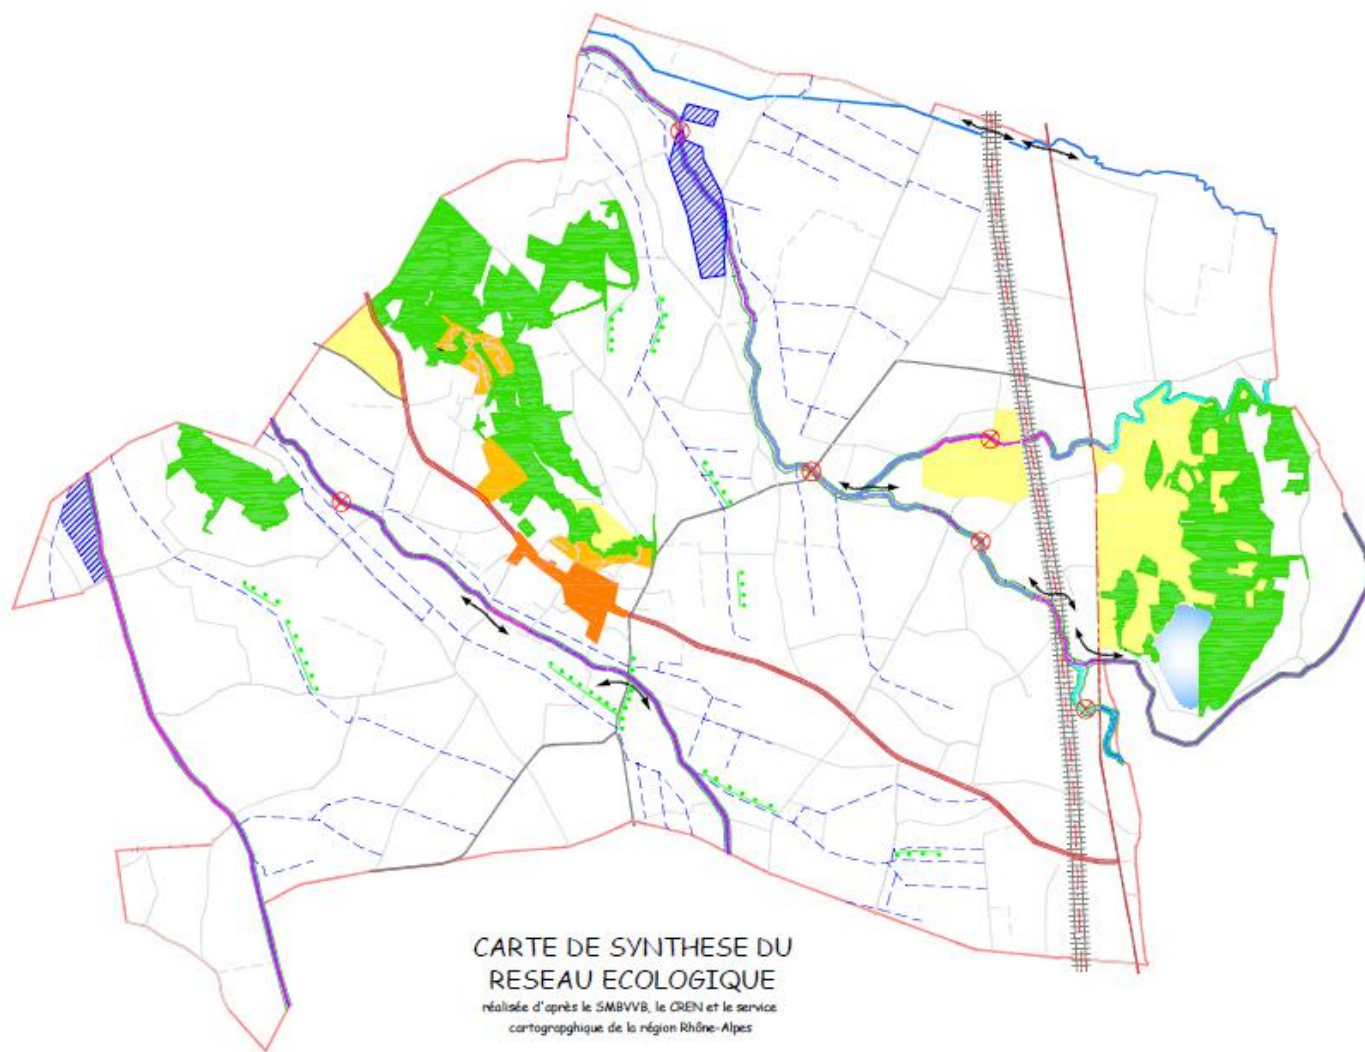 CARTE DE SYNTHESE DU
RESEAU ECOLOGIQUE
réalisée d'après le SMBVVB, le CREN et le service
cartograpghique de la région Rhône-Alpes